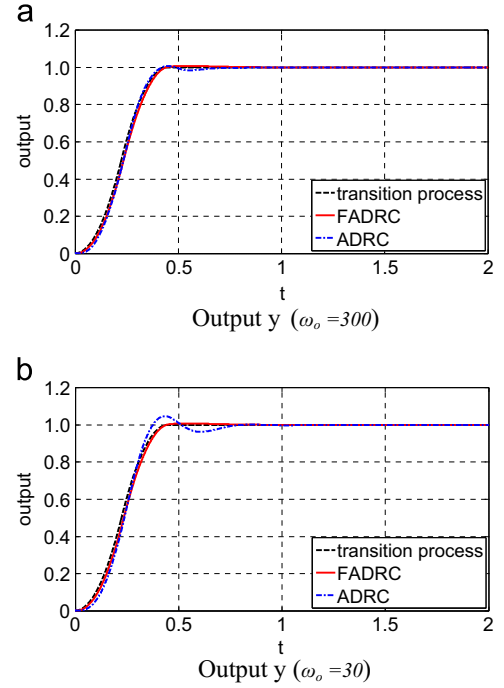 a
1.2
1.0
0.8
0.6
0.4
0.2
0
output
transition process
FADRC
ADRC
0 0.5 1 1.5 2
t
Output y (ωo =300)
b
1.2
1.0
0.8
0.6
0.4
0.2
0
output
transition process
FADRC
ADRC
0 0.5 1 1.5 2
t
Output y (ωo =30)